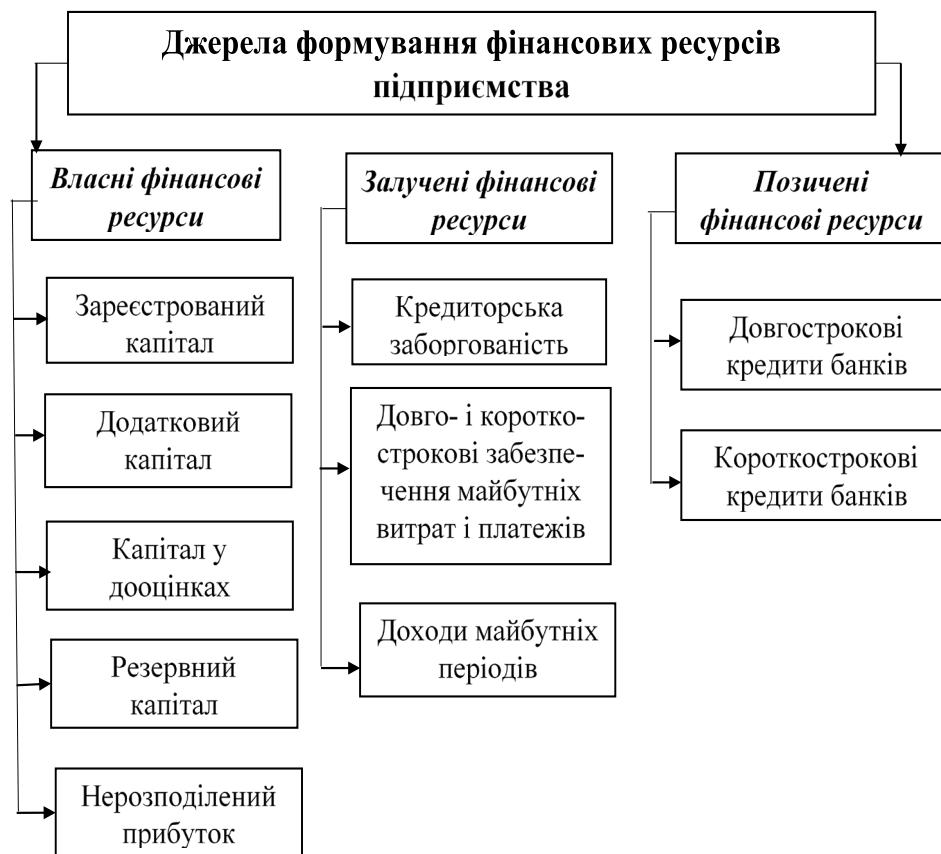 Джерела формування фінансових ресурсів
підприємства
Власні фінансові
ресурси
Зареєстрований
капітал
Додатковий
капітал
Капітал у
дооцінках
Резервний
капітал
Нерозподілений
прибуток
Залучені фінансові
ресурси
Кредиторська
заборгованість
Довго- і коротко-
строкові забезпе-
чення майбутніх
витрат і платежів
Доходи майбутніх
періодів
Позичені
фінансові ресурси
Довгострокові
кредити банків
Короткострокові
кредити банків